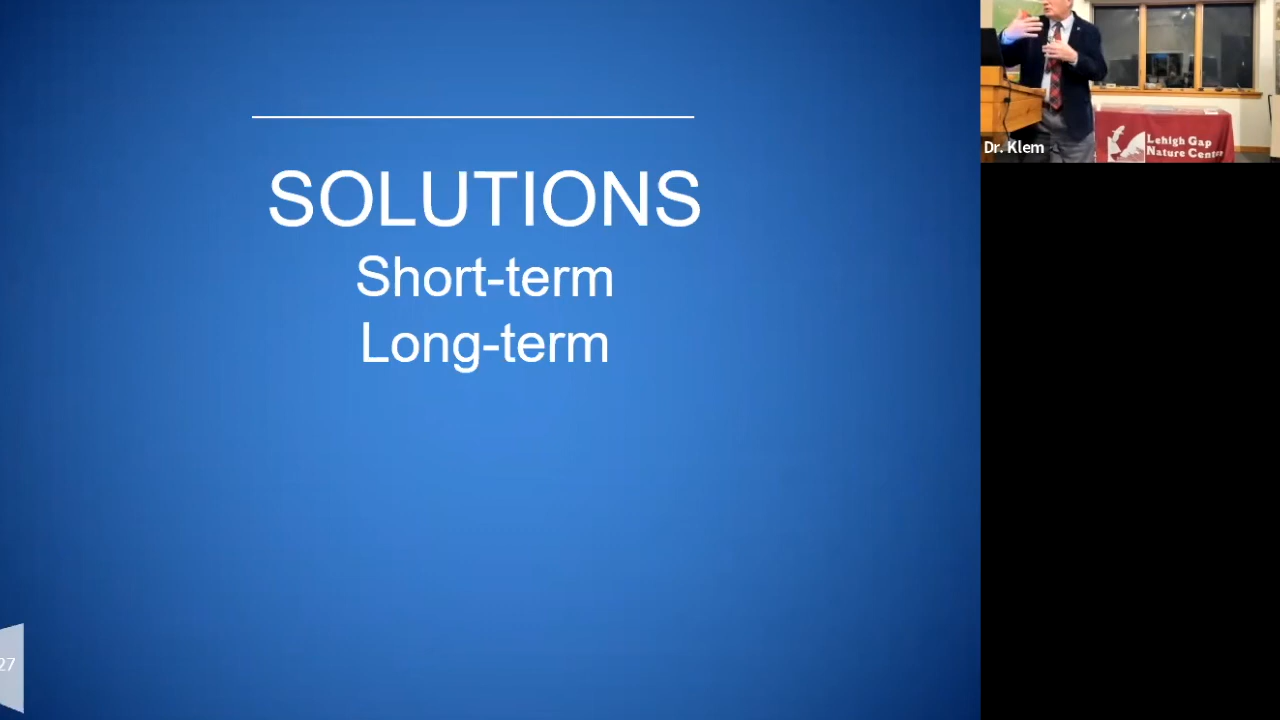 SOLUTIONS
Short-term
Long-term
27
Dr. Klem
Lehigh Gap
Nature Center